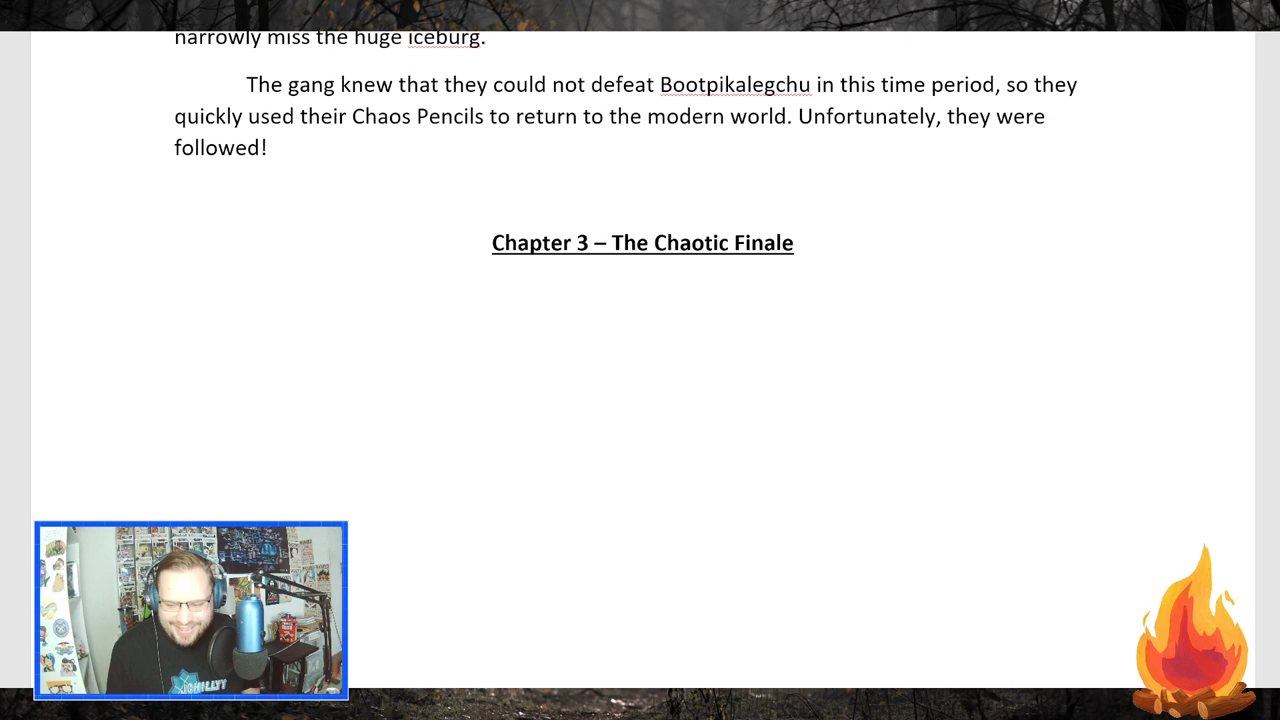 narrowly miss the huge iceburg.
The gang knew that they could not defeat Bootpikalegchu in this time period, so they
quickly used their Chaos Pencils to return to the modern world. Unfortunately, they were
followed!
Chapter 3 – The Chaotic Finale